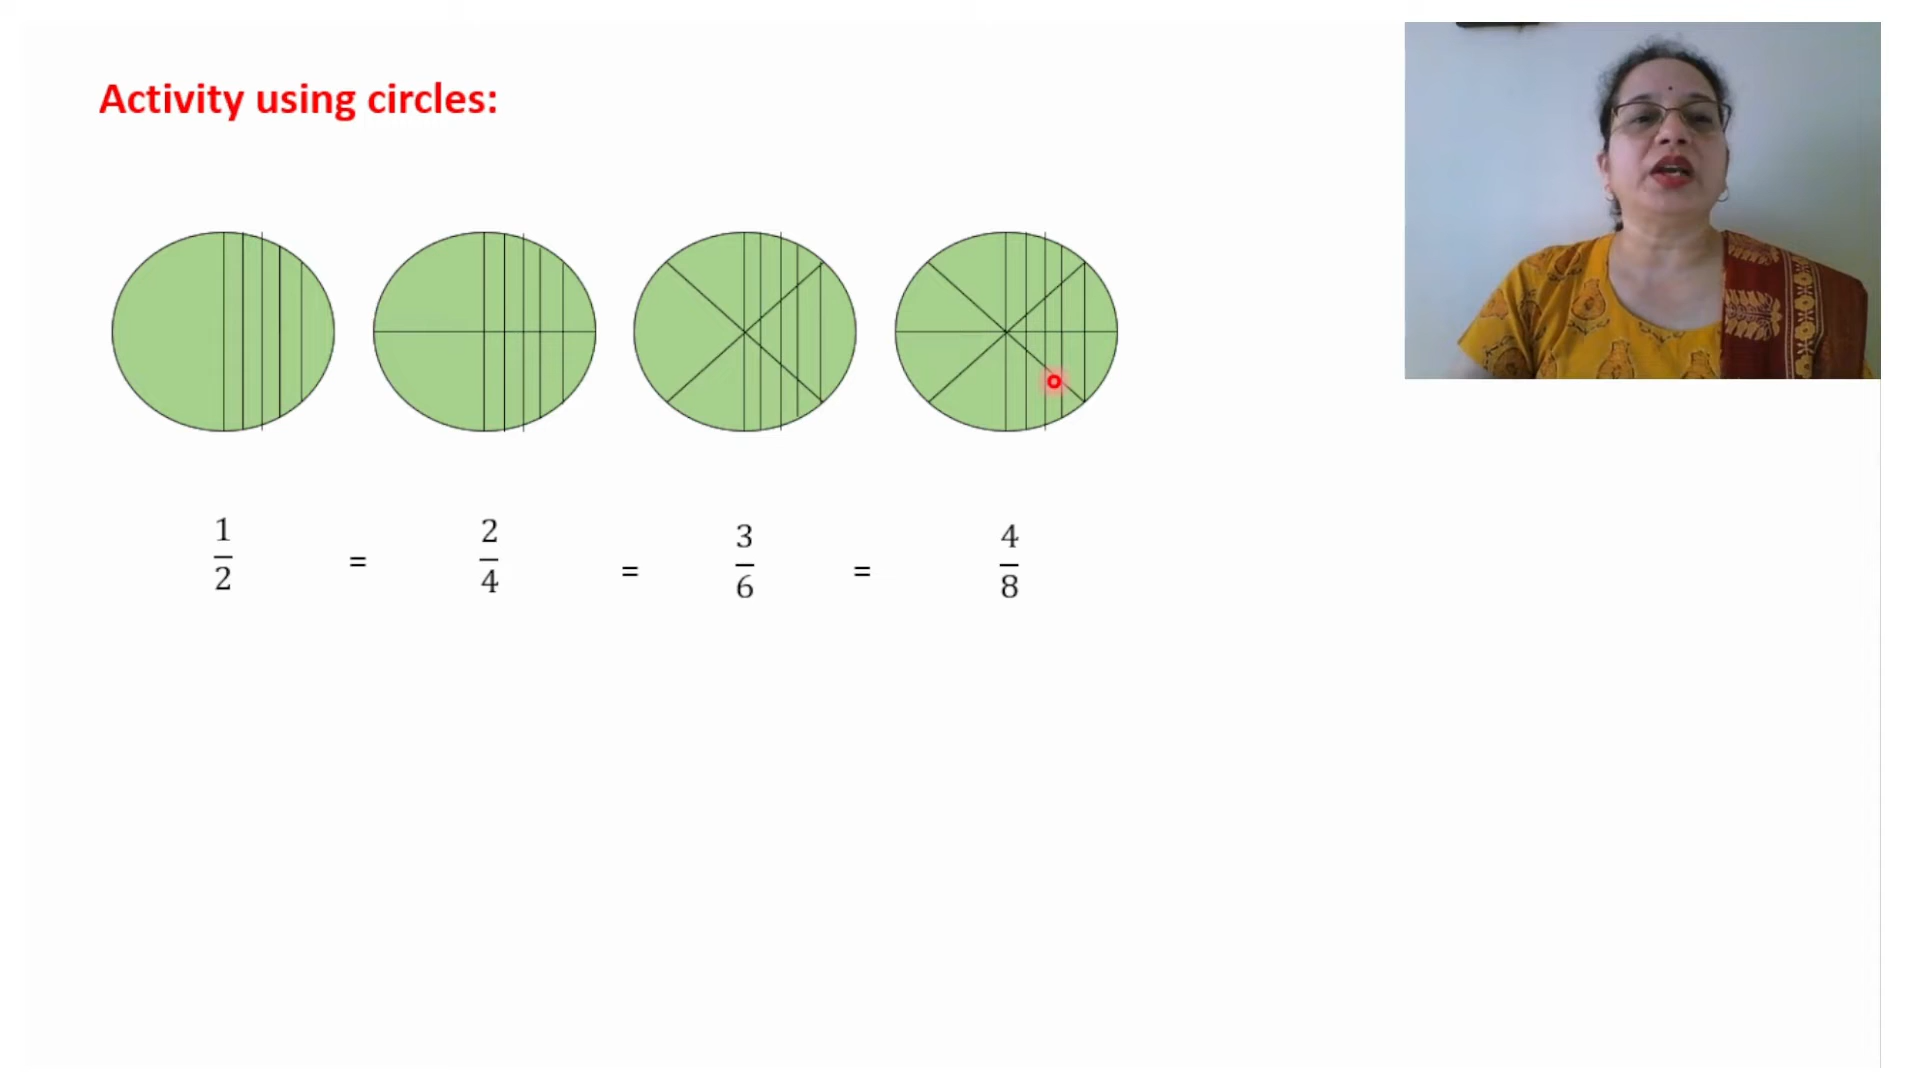 Activity using circles:
1/2 = 2/4 = 3/6 = 4/8